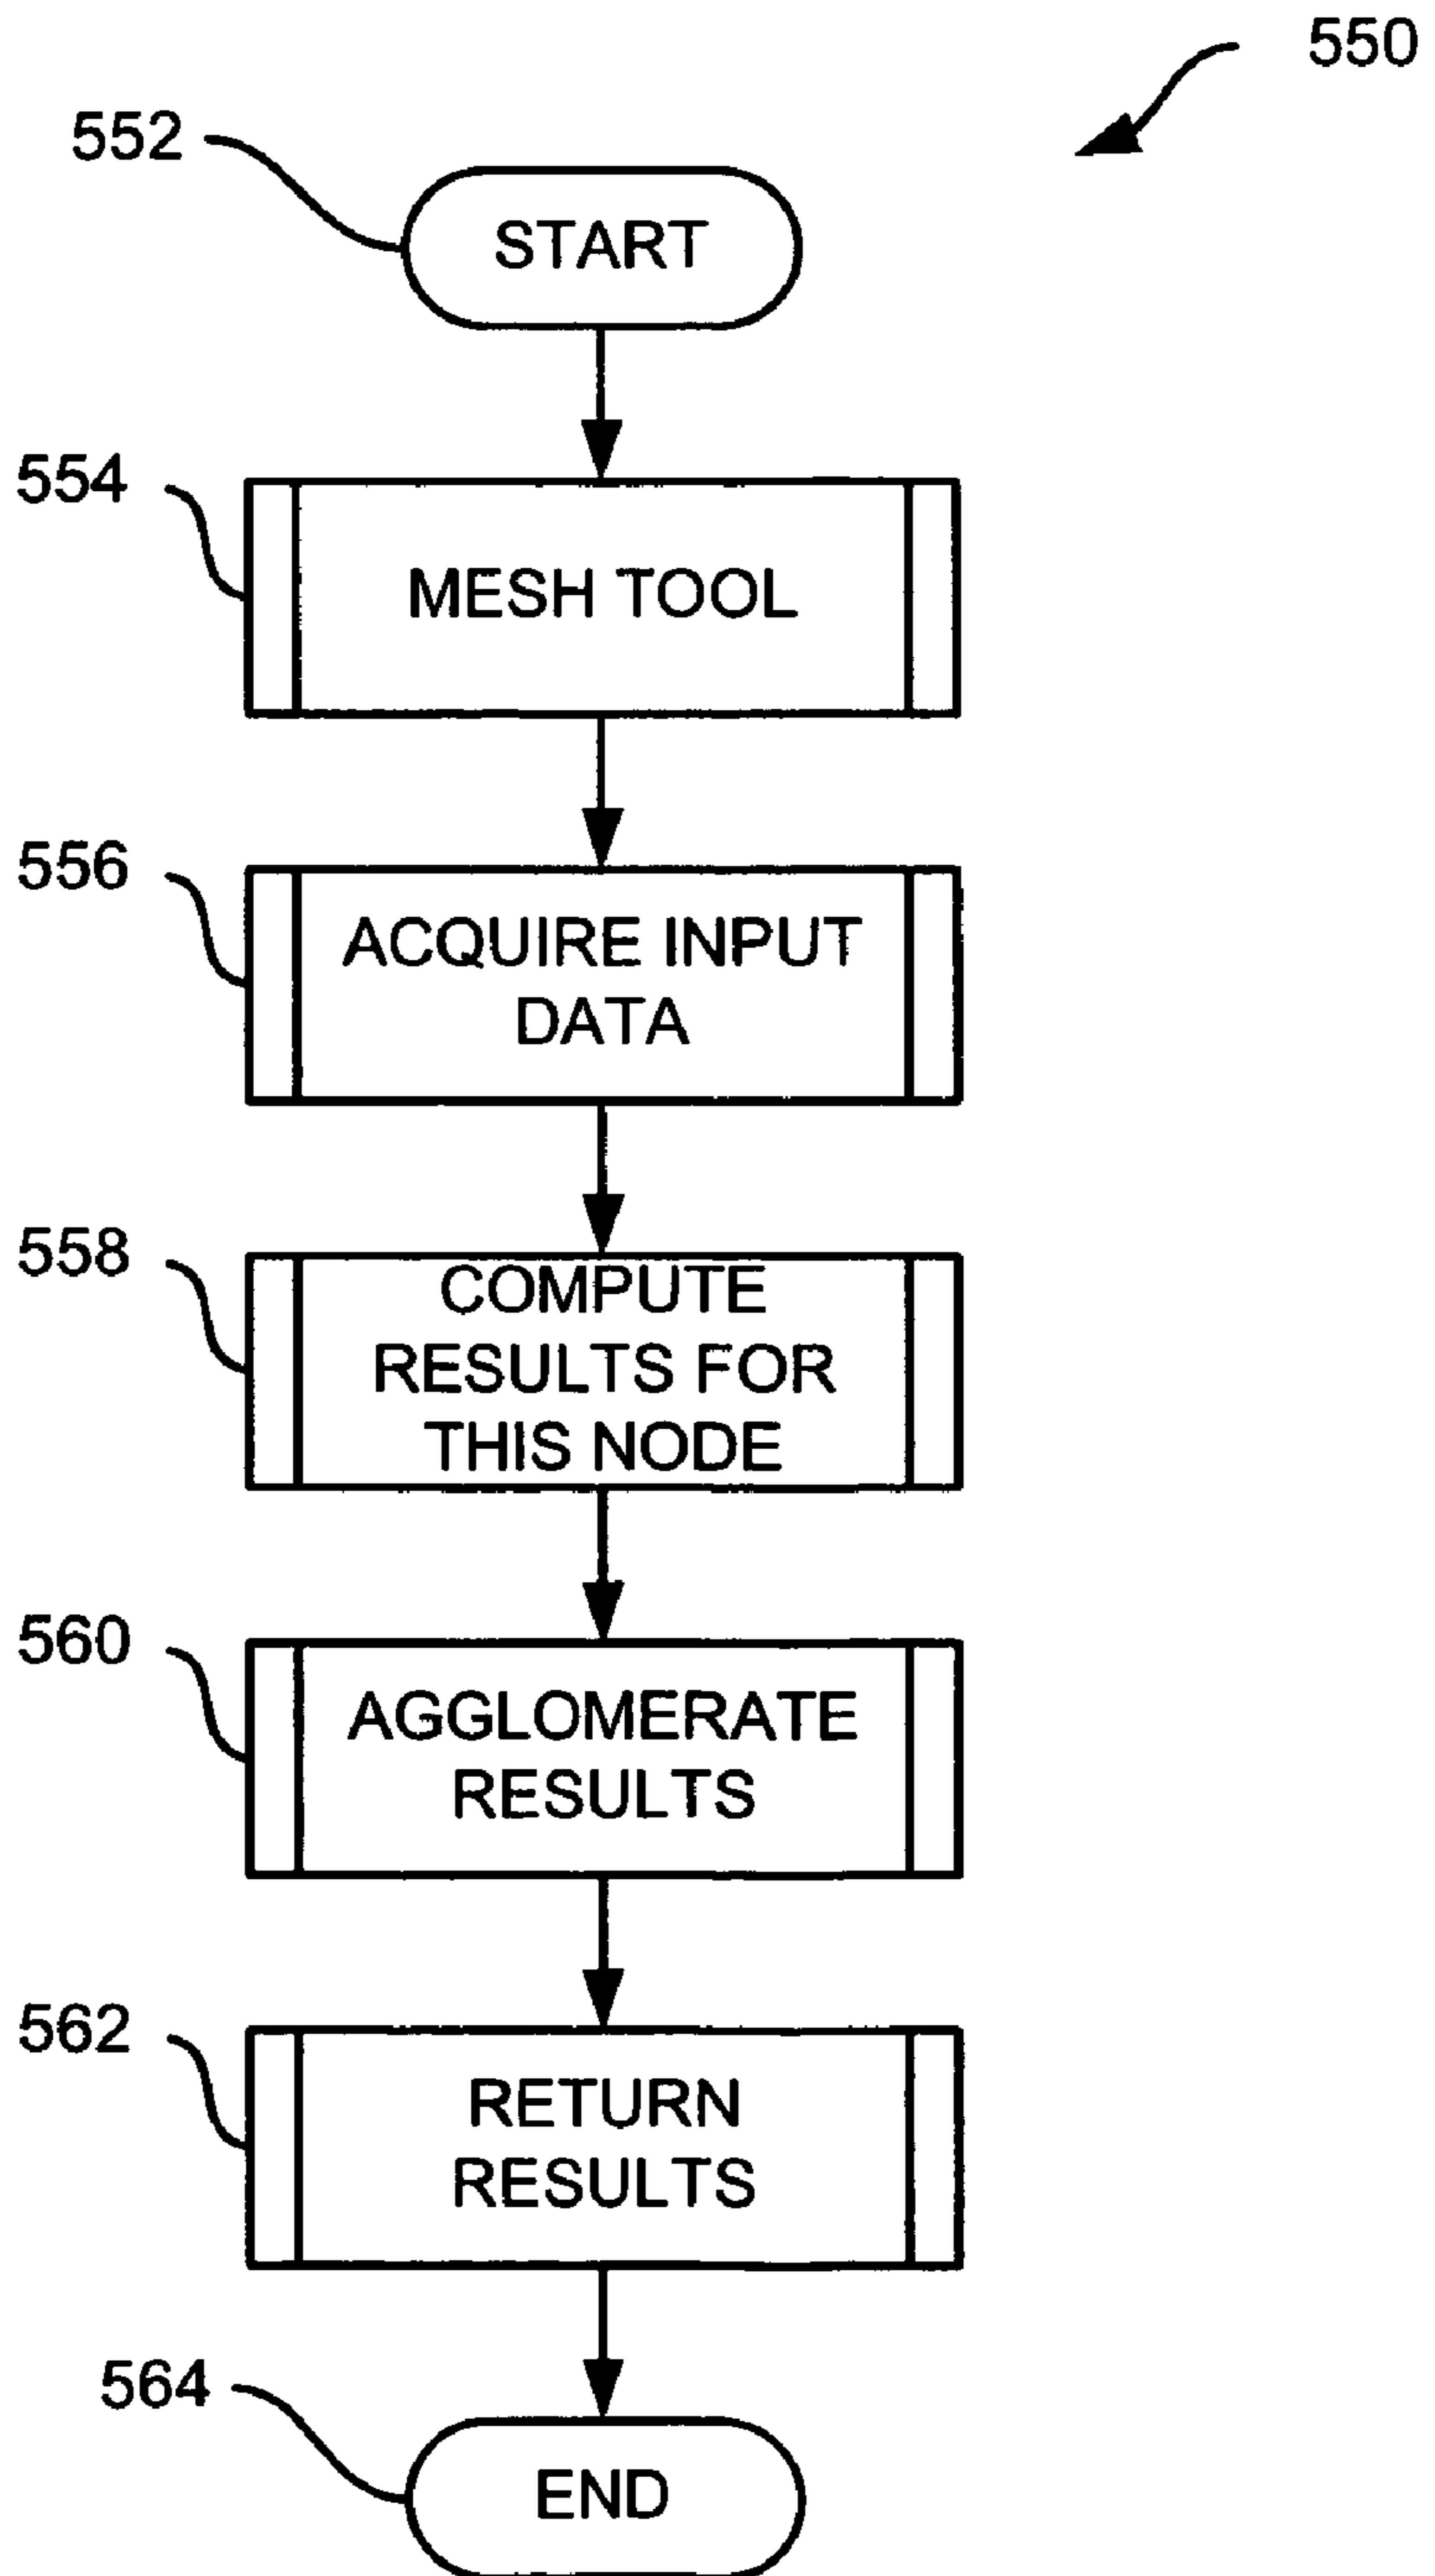 550
552
START
554
MESH TOOL
556
ACQUIRE INPUT
DATA
558
COMPUTE
RESULTS FOR
THIS NODE
560
AGGLOMERATE
RESULTS
562
RETURN
RESULTS
564
END